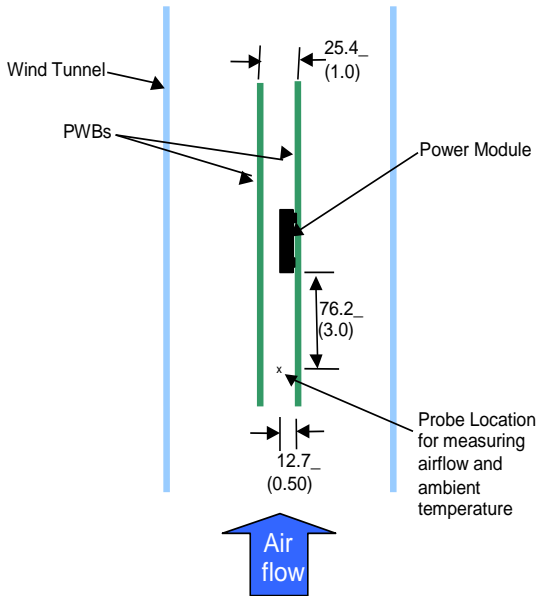 25.4_
(1.0)
Wind Tunnel
PWBs
Power Module
76.2_
(3.0)
x
12.7_
(0.50)
Probe Location
for measuring
airflow and
ambient
temperature
Air
flow